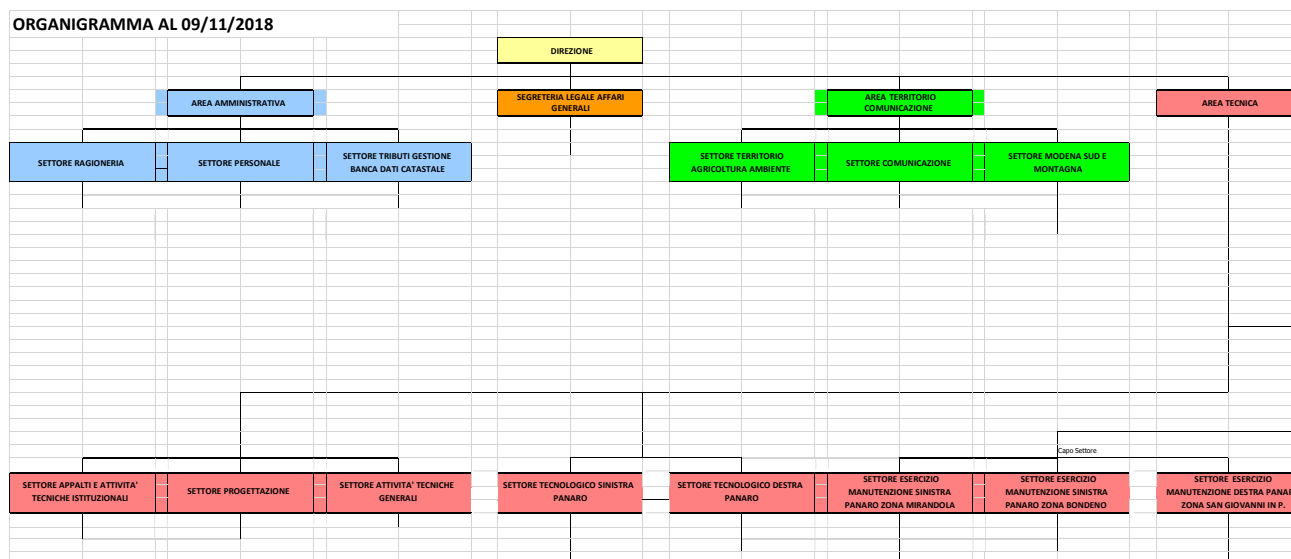 ORGANIGRAMMA AL 09/11/2018
DIREZIONE
AREA AMMINISTRATIVA
SEGRETERIA LEGALE AFFARI
GENERALI
AREA TERRITORIO
COMUNICAZIONE
AREA TECNICA
SETTORE RAGIONERIA
SETTORE PERSONALE
SETTORE TRIBUTI GESTIONE
BANCA DATI CATASTALE
SETTORE TERRITORIO
AGRICOLTURA AMBIENTE
SETTORE COMUNICAZIONE
SETTORE MODENA SUD E
MONTAGNA
Capo Settore
SETTORE APPALTI E ATTIVITA'
TECNICHE ISTITUZIONALI
SETTORE PROGETTAZIONE
SETTORE ATTIVITA' TECNICHE
GENERALI
SETTORE TECNOLOGICO SINISTRA
PANARO
SETTORE TECNOLOGICO DESTRA
PANARO
SETTORE ESERCIZIO
MANUTENZIONE SINISTRA
PANARO ZONA MIRANDOLA
SETTORE ESERCIZIO
MANUTENZIONE SINISTRA
PANARO ZONA BONDENO
SETTORE ESERCIZIO
MANUTENZIONE DESTRA PANAR
ZONA SAN GIOVANNI IN P.